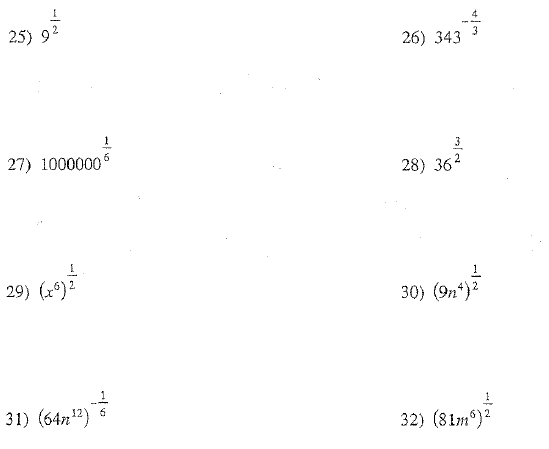 25) 9^(1/2)
26) 343^(-4/3)
27) 1000000^(1/6)
28) 36^(3/2)
29) (x^6)^(1/2)
30) (9n^4)^(1/2)
31) (64n^12)^(-1/6)
32) (81m^6)^(1/2)